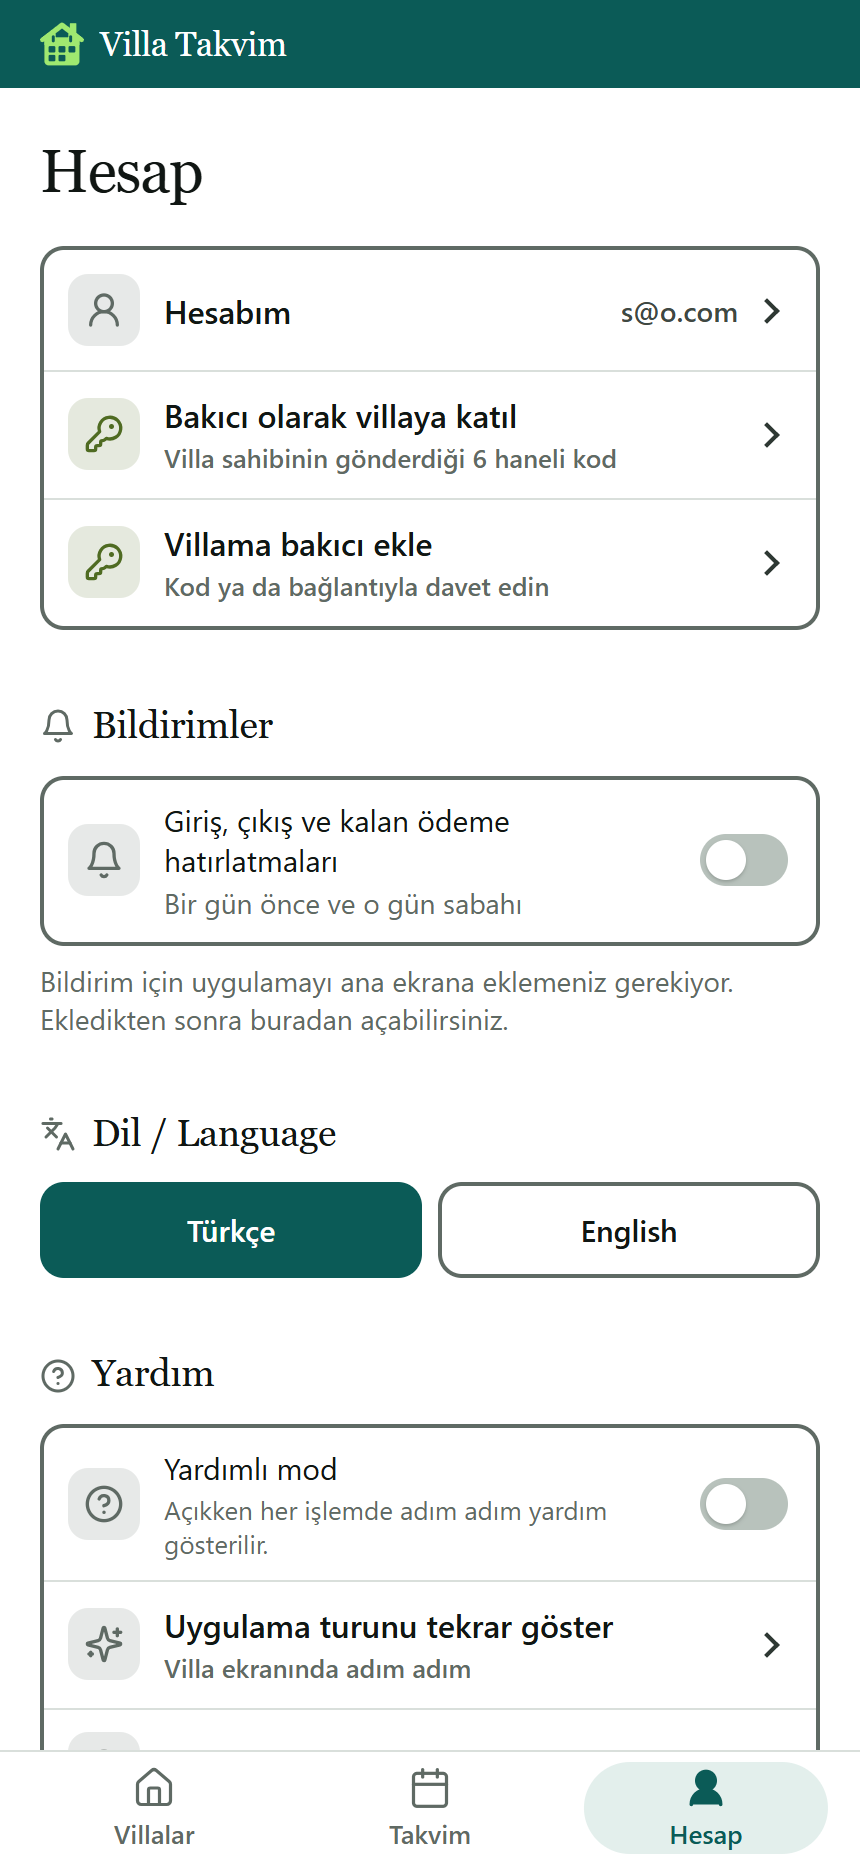 Villa Takvim
Hesap
Hesabım
s@o.com
Bakıcı olarak villaya katıl
Villa sahibinin gönderdiği 6 haneli kod
Villama bakıcı ekle
Kod ya da bağlantıyla davet edin
Bildirimler
Giriş, çıkış ve kalan ödeme
hatırlatmaları
Bir gün önce ve o gün sabahı
Bildirim için uygulamayı ana ekrana eklemeniz gerekiyor.
Ekledikten sonra buradan açabilirsiniz.
Dil / Language
Türkçe
English
Yardım
Yardımlı mod
Açıkken her işlemde adım adım yardım
gösterilir.
Uygulama turunu tekrar göster
Villa ekranında adım adım
Villalar
Takvim
Hesap